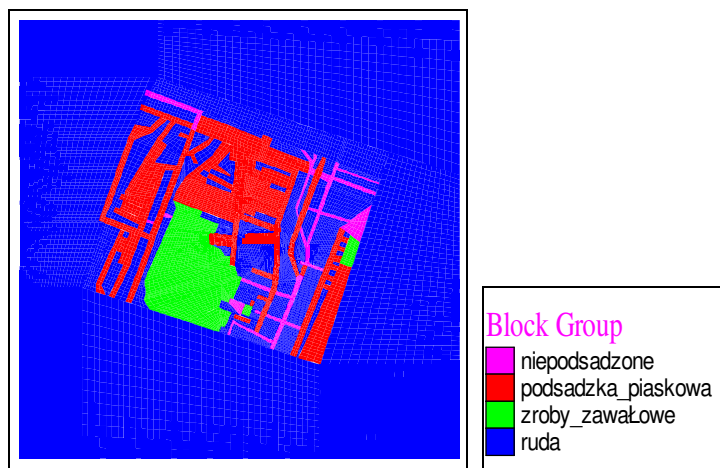 Block Group
niepodsadzone
podsadzka_piaskowa
zroby_zawaŁowe
ruda